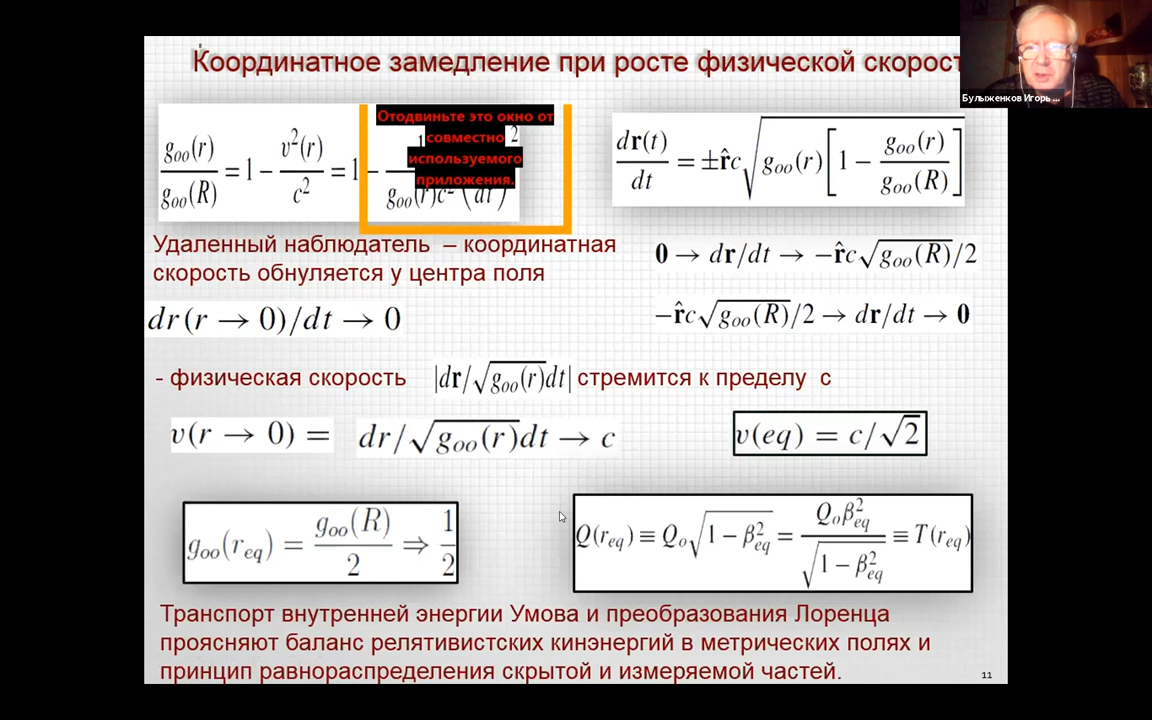 Координатное замедление при росте физической скорост
Булыженков Игорь ...
Отодвиньте это окно от
совместно
используемого
приложения.
g_oo(r)/g_oo(R) = 1 − v²(r)/c² = 1 −
dr(t)/dt = ±r̂c√(g_oo(r)[1 − g_oo(r)/g_oo(R)])
Удаленный наблюдатель – координатная
скорость обнуляется у центра поля
0 → dr/dt → −r̂c√g_oo(R)/2
dr(r → 0)/dt → 0
−r̂c√g_oo(R)/2 → dr/dt → 0
- физическая скорость |dr/√g_oo(r)dt| стремится к пределу с
v(r → 0) = dr/√g_oo(r)dt → c
v(eq) = c/√2
g_oo(r_eq) = g_oo(R)/2 ⇒ 1/2
Q(r_eq) ≡ Q_o√(1 − β²_eq) = Q_oβ²_eq/√(1 − β²_eq) ≡ T(r_eq)
Транспорт внутренней энергии Умова и преобразования Лоренца
проясняют баланс релятивистских кинэнергий в метрических полях и
принцип равнораспределения скрытой и измеряемой частей.
11